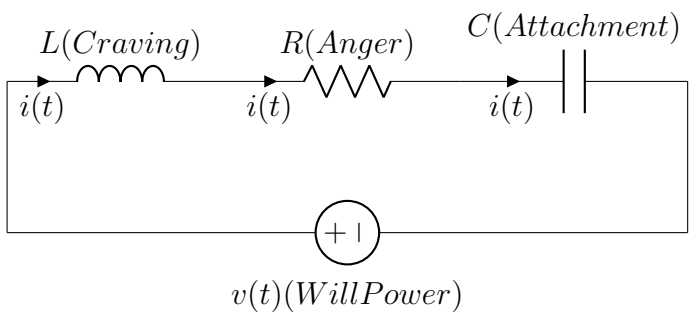 L(Craving)
R(Anger)
C(Attachment)
i(t)
i(t)
i(t)
+ −
v(t)(WillPower)